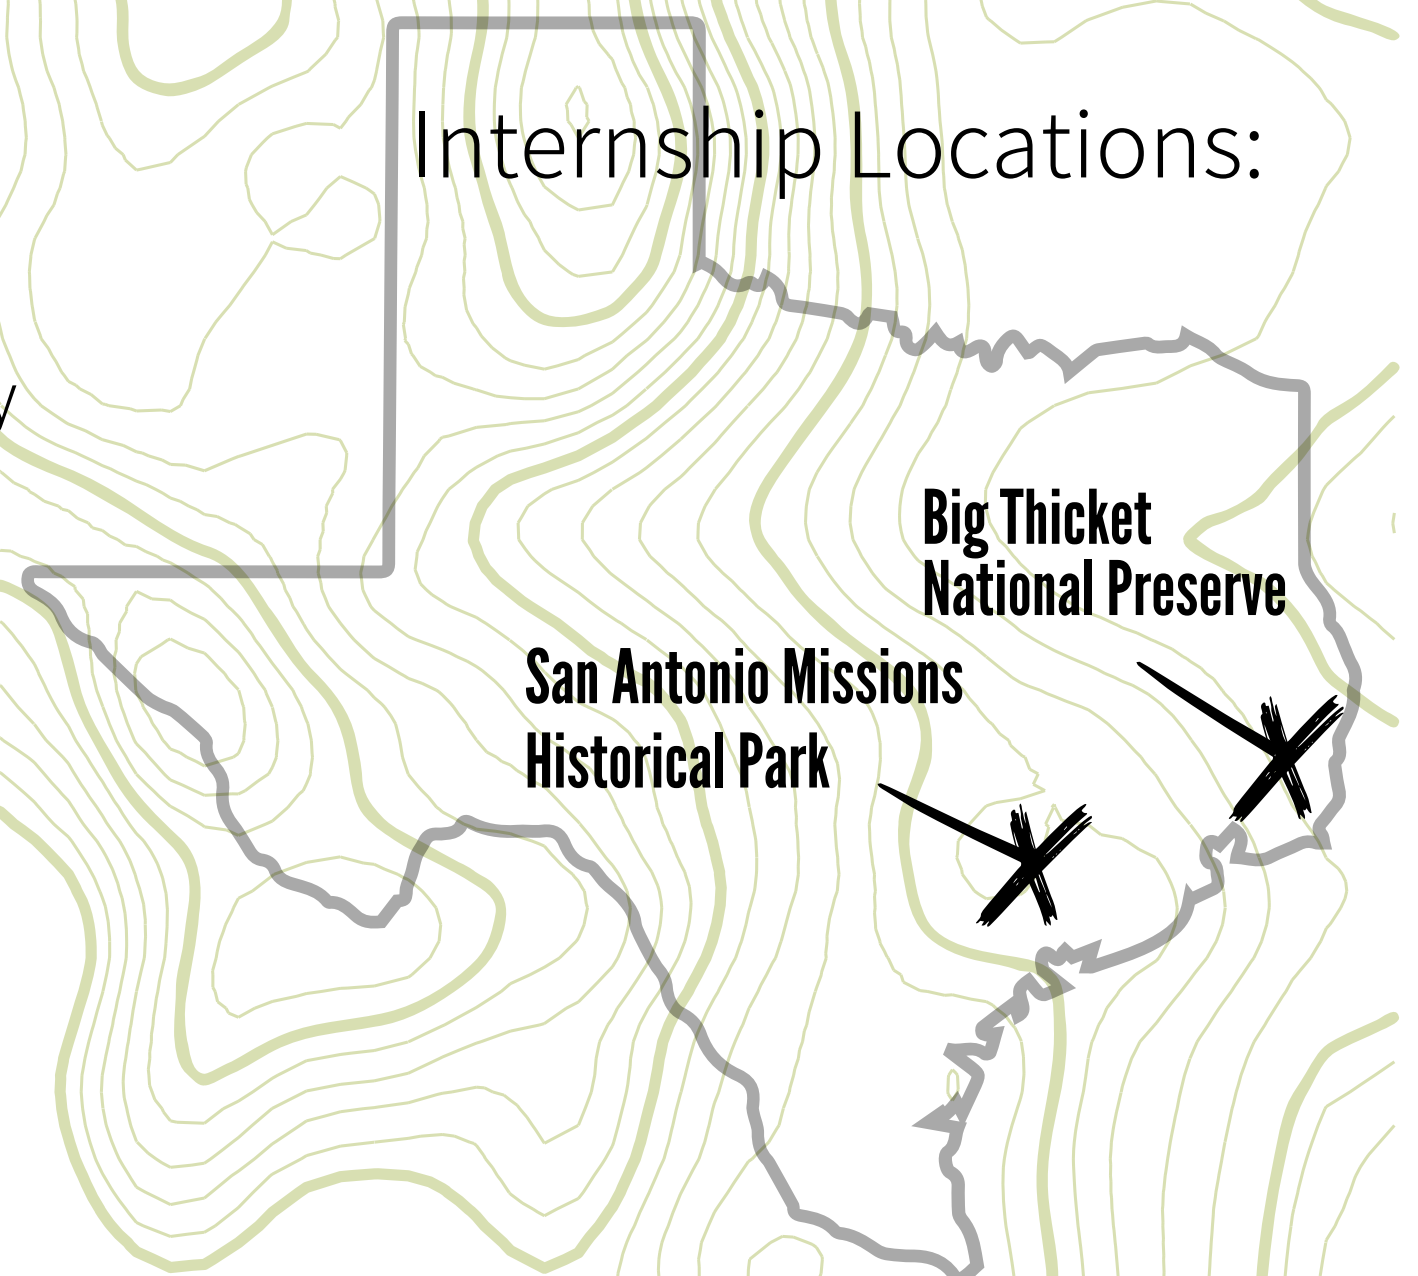 Internship Locations:
Big Thicket
National Preserve
San Antonio Missions
Historical Park